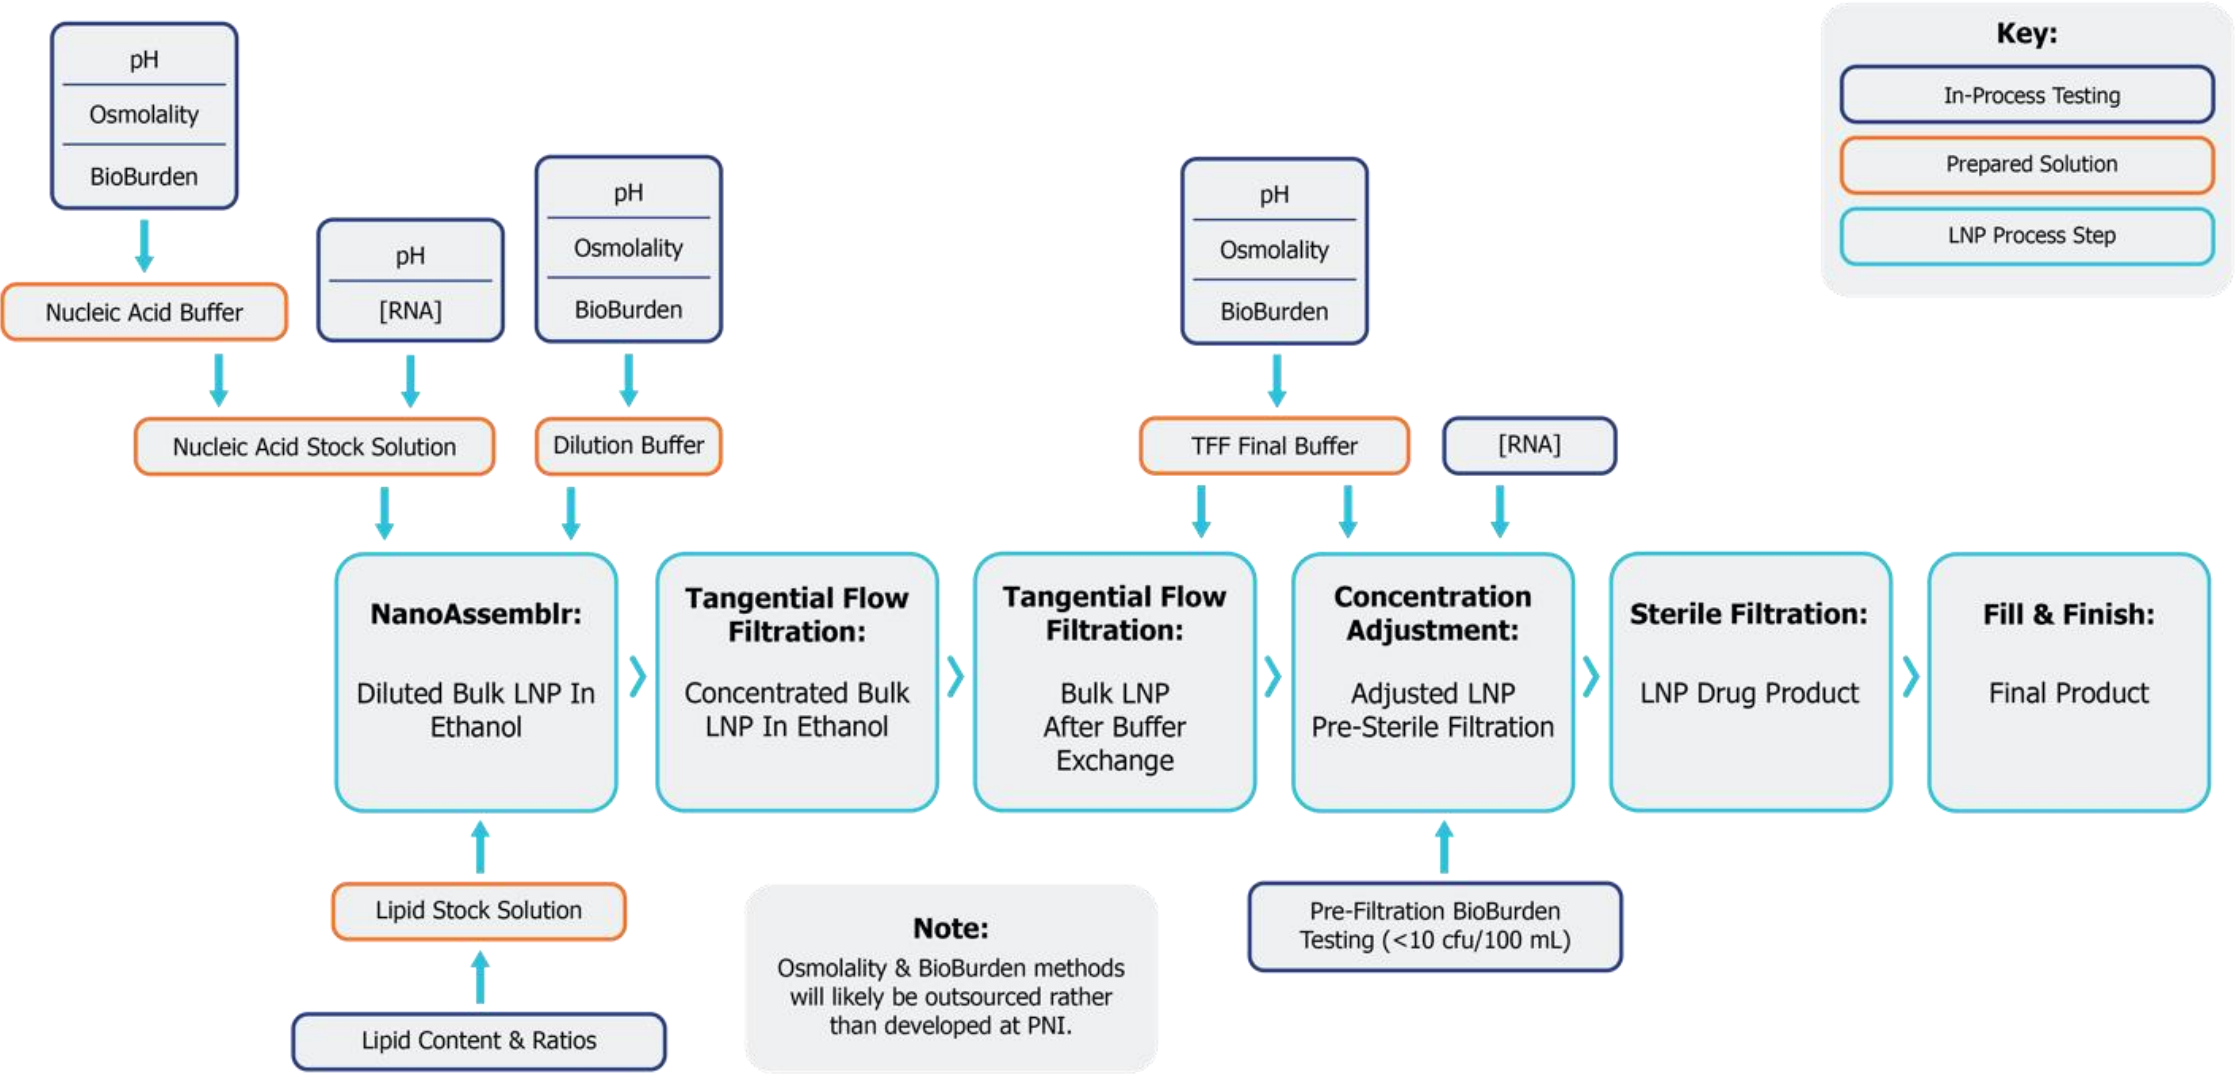 Key:
In-Process Testing
Prepared Solution
LNP Process Step
pH
Osmolality
BioBurden
Nucleic Acid Buffer
pH
[RNA]
pH
Osmolality
BioBurden
Nucleic Acid Stock Solution
Dilution Buffer
pH
Osmolality
BioBurden
TFF Final Buffer
[RNA]
NanoAssemblr:
Diluted Bulk LNP In
Ethanol
Tangential Flow
Filtration:
Concentrated Bulk
LNP In Ethanol
Tangential Flow
Filtration:
Bulk LNP
After Buffer
Exchange
Concentration
Adjustment:
Adjusted LNP
Pre-Sterile Filtration
Sterile Filtration:
LNP Drug Product
Fill & Finish:
Final Product
Lipid Stock Solution
Lipid Content & Ratios
Note:
Osmolality & BioBurden methods
will likely be outsourced rather
than developed at PNI.
Pre-Filtration BioBurden
Testing (<10 cfu/100 mL)